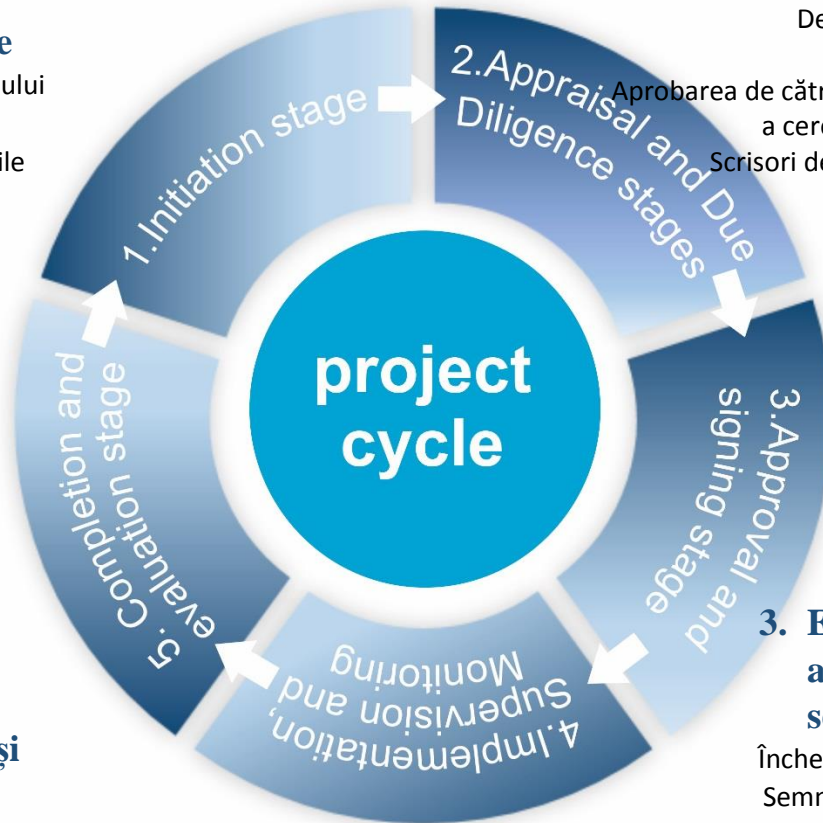 e
ului
ile
De
Aprobarea de cătr
a cere
Scrisori de
1.Initiation stage
2.Appraisal and Due
Diligence stages
3.Approval and
signing stage
4.Implementation,
Supervision and
Monitoring
5. Completion and
evaluation stage
project
cycle
3. E
a
s
Înche
Semn
și